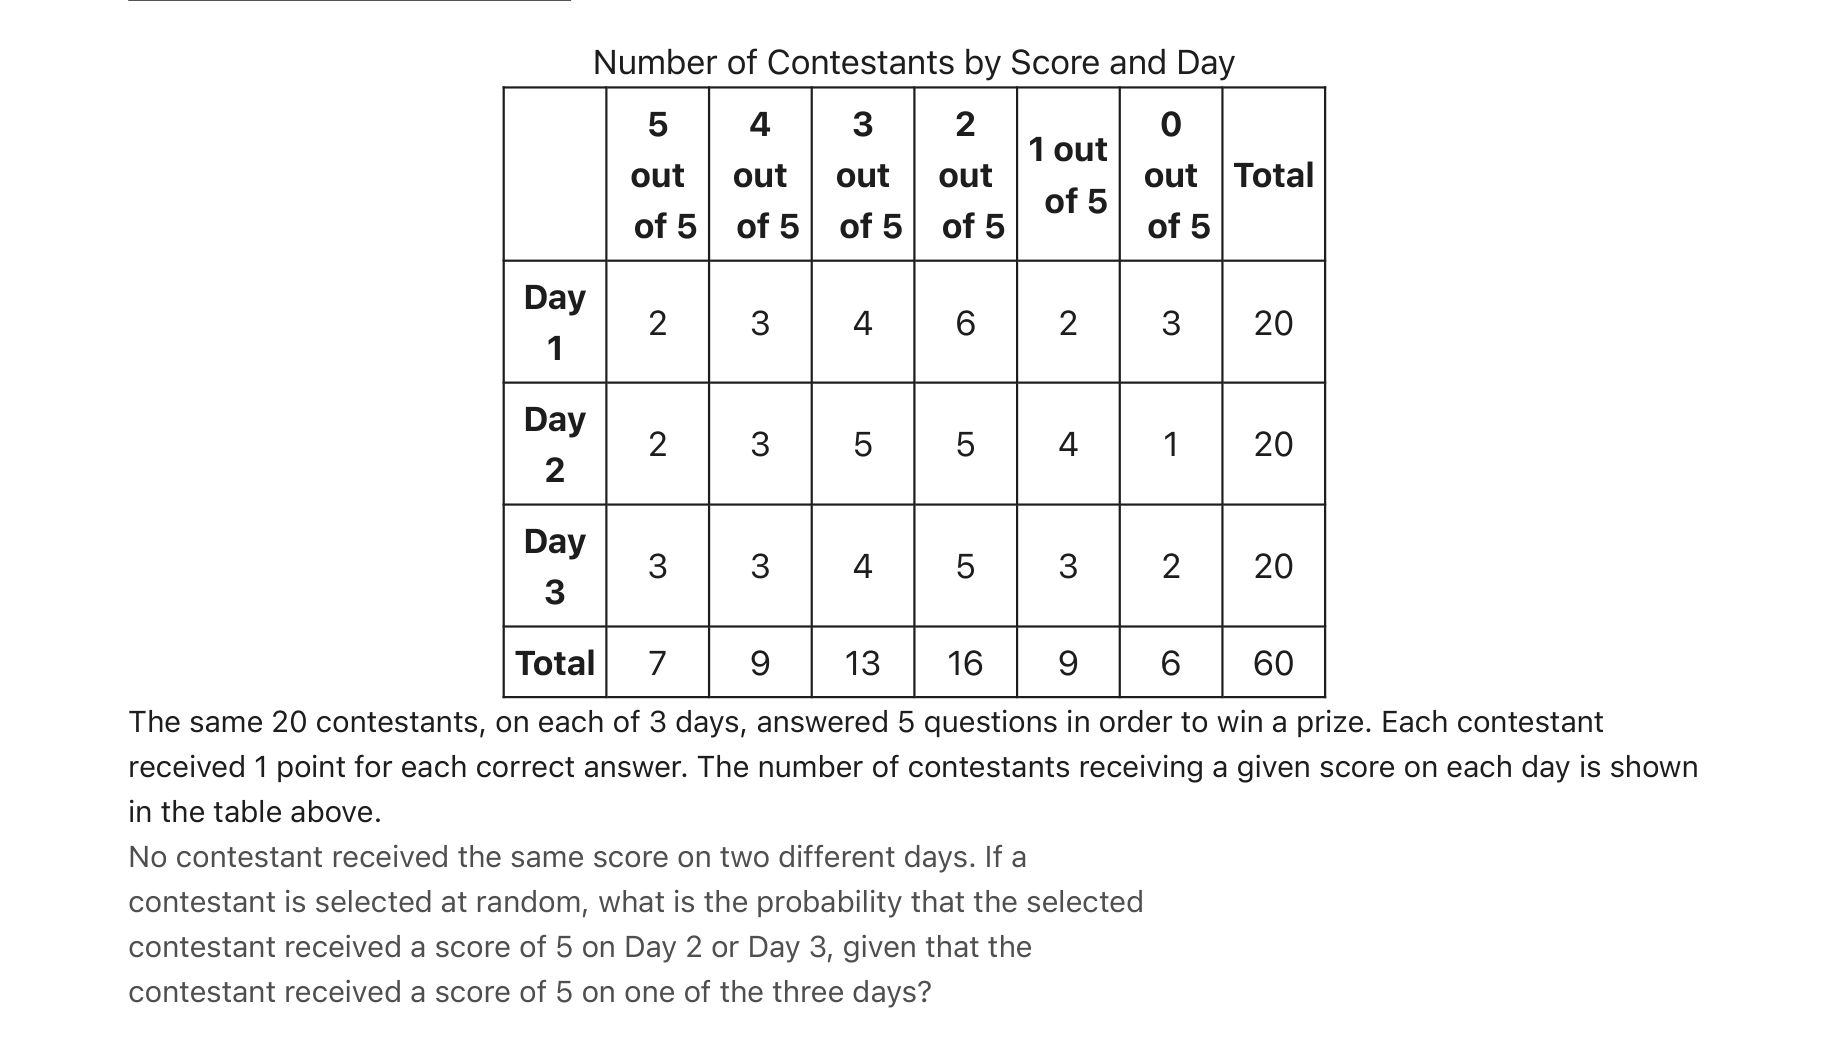 Number of Contestants by Score and Day
5 out of 5 4 out of 5 3 out of 5 2 out of 5 1 out of 5 0 out of 5 Total
Day 1 2 3 4 6 2 3 20
Day 2 2 3 5 5 4 1 20
Day 3 3 3 4 5 3 2 20
Total 7 9 13 16 9 6 60
The same 20 contestants, on each of 3 days, answered 5 questions in order to win a prize. Each contestant
received 1 point for each correct answer. The number of contestants receiving a given score on each day is shown
in the table above.
No contestant received the same score on two different days. If a
contestant is selected at random, what is the probability that the selected
contestant received a score of 5 on Day 2 or Day 3, given that the
contestant received a score of 5 on one of the three days?